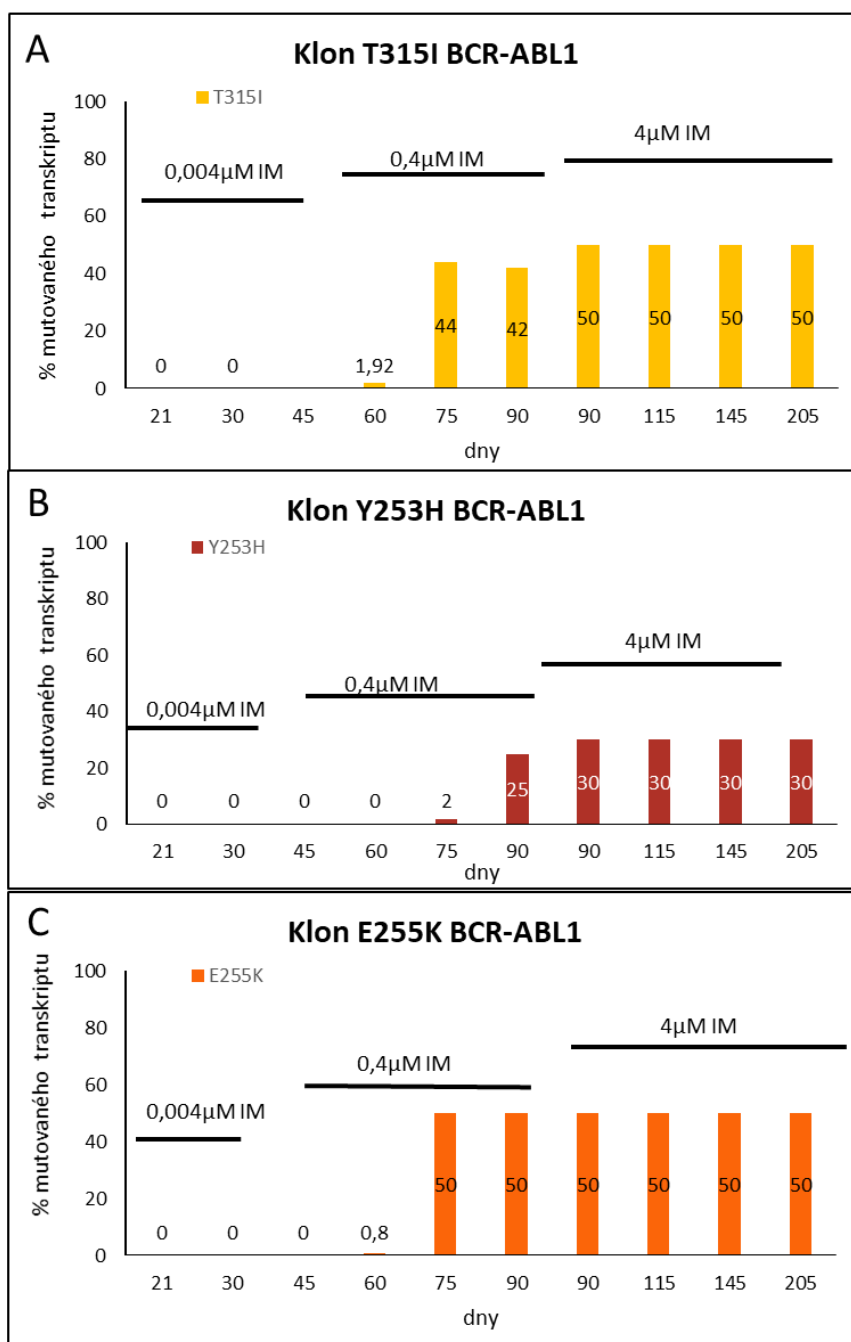 A
Klon T315I BCR-ABL1
T315I
% mutovaného transkriptu
100
80
60
40
20
0
0,004µM IM
0,4µM IM
4µM IM
0 0 1,92 44 42 50 50 50 50
21 30 45 60 75 90 90 115 145 205
dny
B
Klon Y253H BCR-ABL1
Y253H
% mutovaného transkriptu
100
80
60
40
20
0
0,004µM IM
0,4µM IM
4µM IM
0 0 0 0 2 25 30 30 30 30
21 30 45 60 75 90 90 115 145 205
dny
C
Klon E255K BCR-ABL1
E255K
% mutovaného transkriptu
100
80
60
40
20
0
0,004µM IM
0,4µM IM
4µM IM
0 0 0 0,8 50 50 50 50 50 50
21 30 45 60 75 90 90 115 145 205
dny